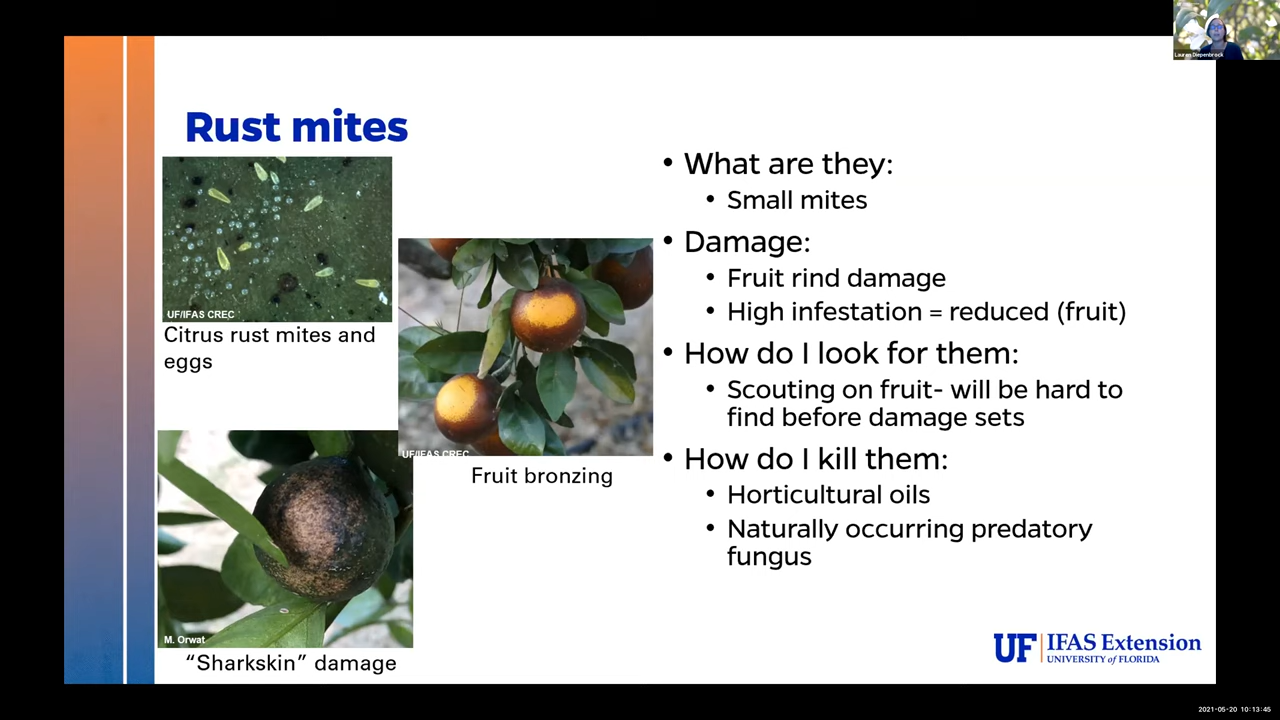 Lauren Diepenbrock
Rust mites
UF/IFAS CREC
Citrus rust mites and
eggs
UF/IFAS CREC
Fruit bronzing
M. Orwat
“Sharkskin” damage
• What are they:
• Small mites
• Damage:
• Fruit rind damage
• High infestation = reduced (fruit)
• How do I look for them:
• Scouting on fruit- will be hard to
find before damage sets
• How do I kill them:
• Horticultural oils
• Naturally occurring predatory
fungus
UF IFAS Extension
UNIVERSITY of FLORIDA
2021-05-20 10:13:45